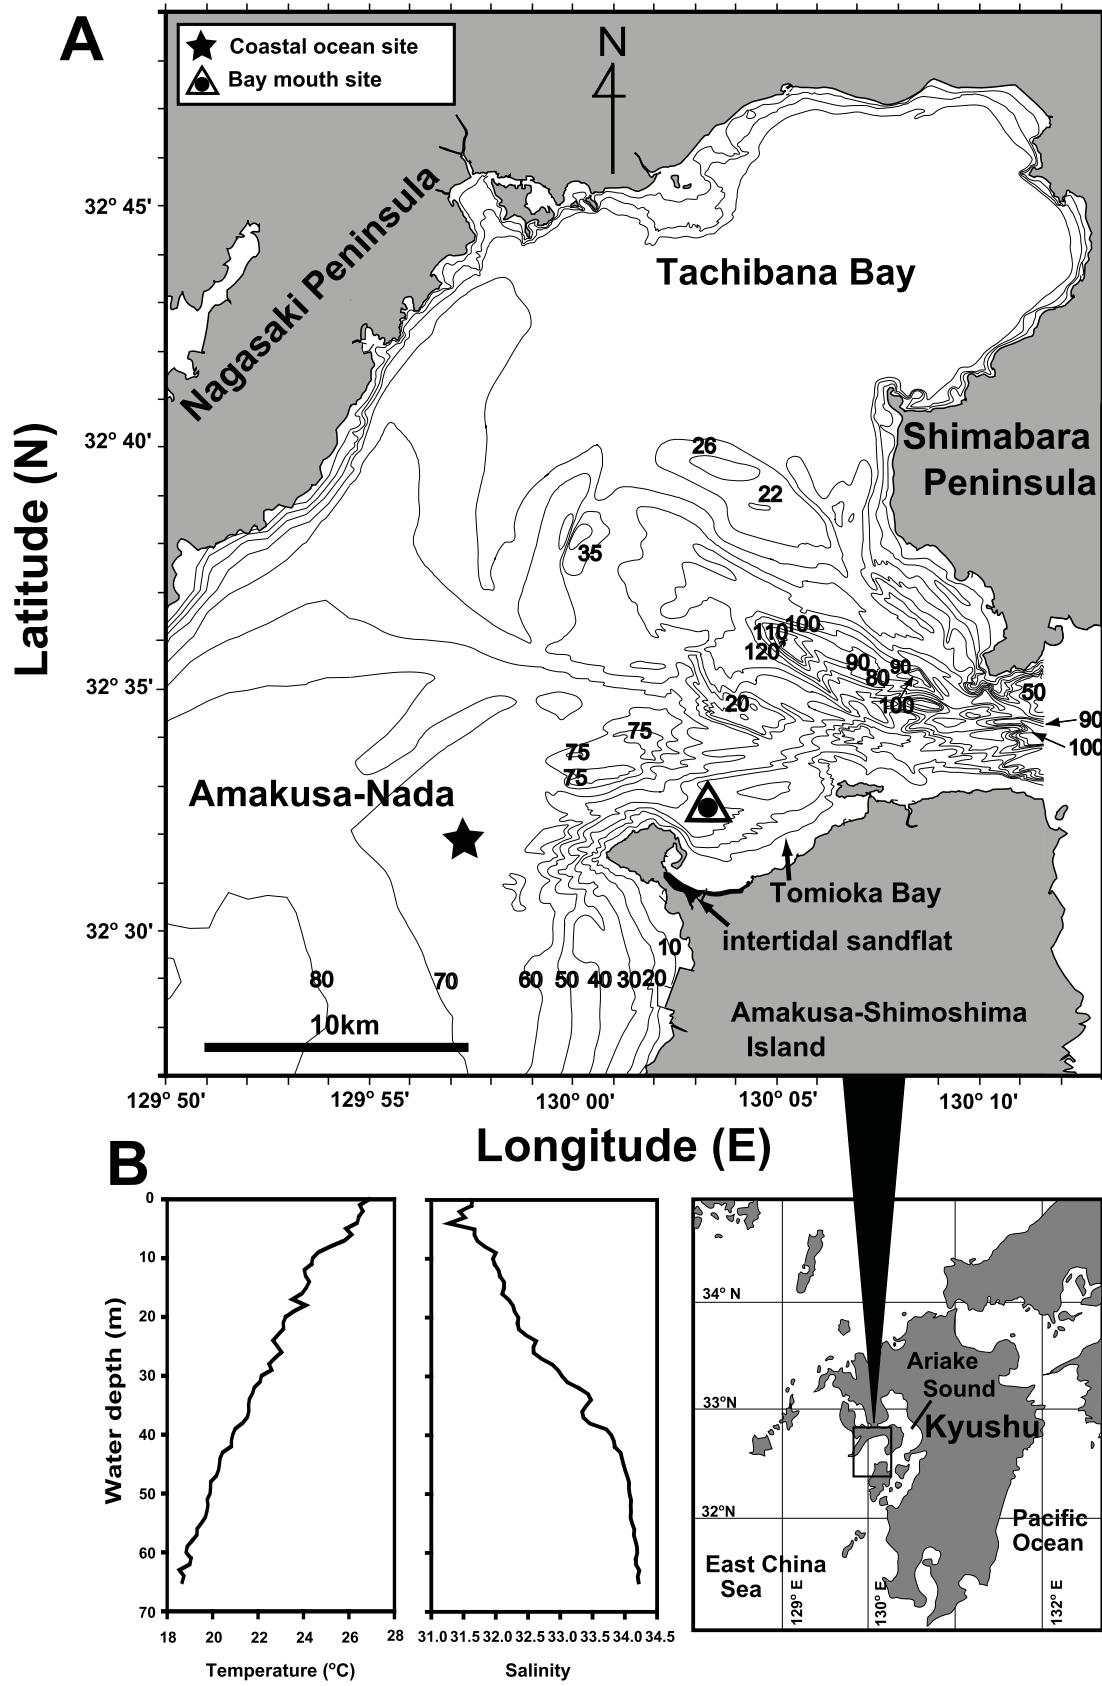 A
Coastal ocean site
Bay mouth site
N
Nagasaki Peninsula
Tachibana Bay
Shimabara
Peninsula
Latitude (N)
32° 45'
32° 40'
32° 35'
32° 30'
26
22
35
110
100
120
90
80
90
100
20
50
90
100
75
75
75
Amakusa-Nada
Tomioka Bay
intertidal sandflat
10
80
70
60
50
40
30
20
10km
Amakusa-Shimoshima
Island
129° 50'
129° 55'
130° 00'
130° 05'
130° 10'
Longitude (E)
B
Water depth (m)
0
10
20
30
40
50
60
70
18 20 22 24 26 28
Temperature (°C)
31.0 31.5 32.0 32.5 33.0 33.5 34.0 34.5
Salinity
34° N
33°N
32°N
Ariake
Sound
Kyushu
Pacific
Ocean
East China
Sea
129° E
130° E
132° E